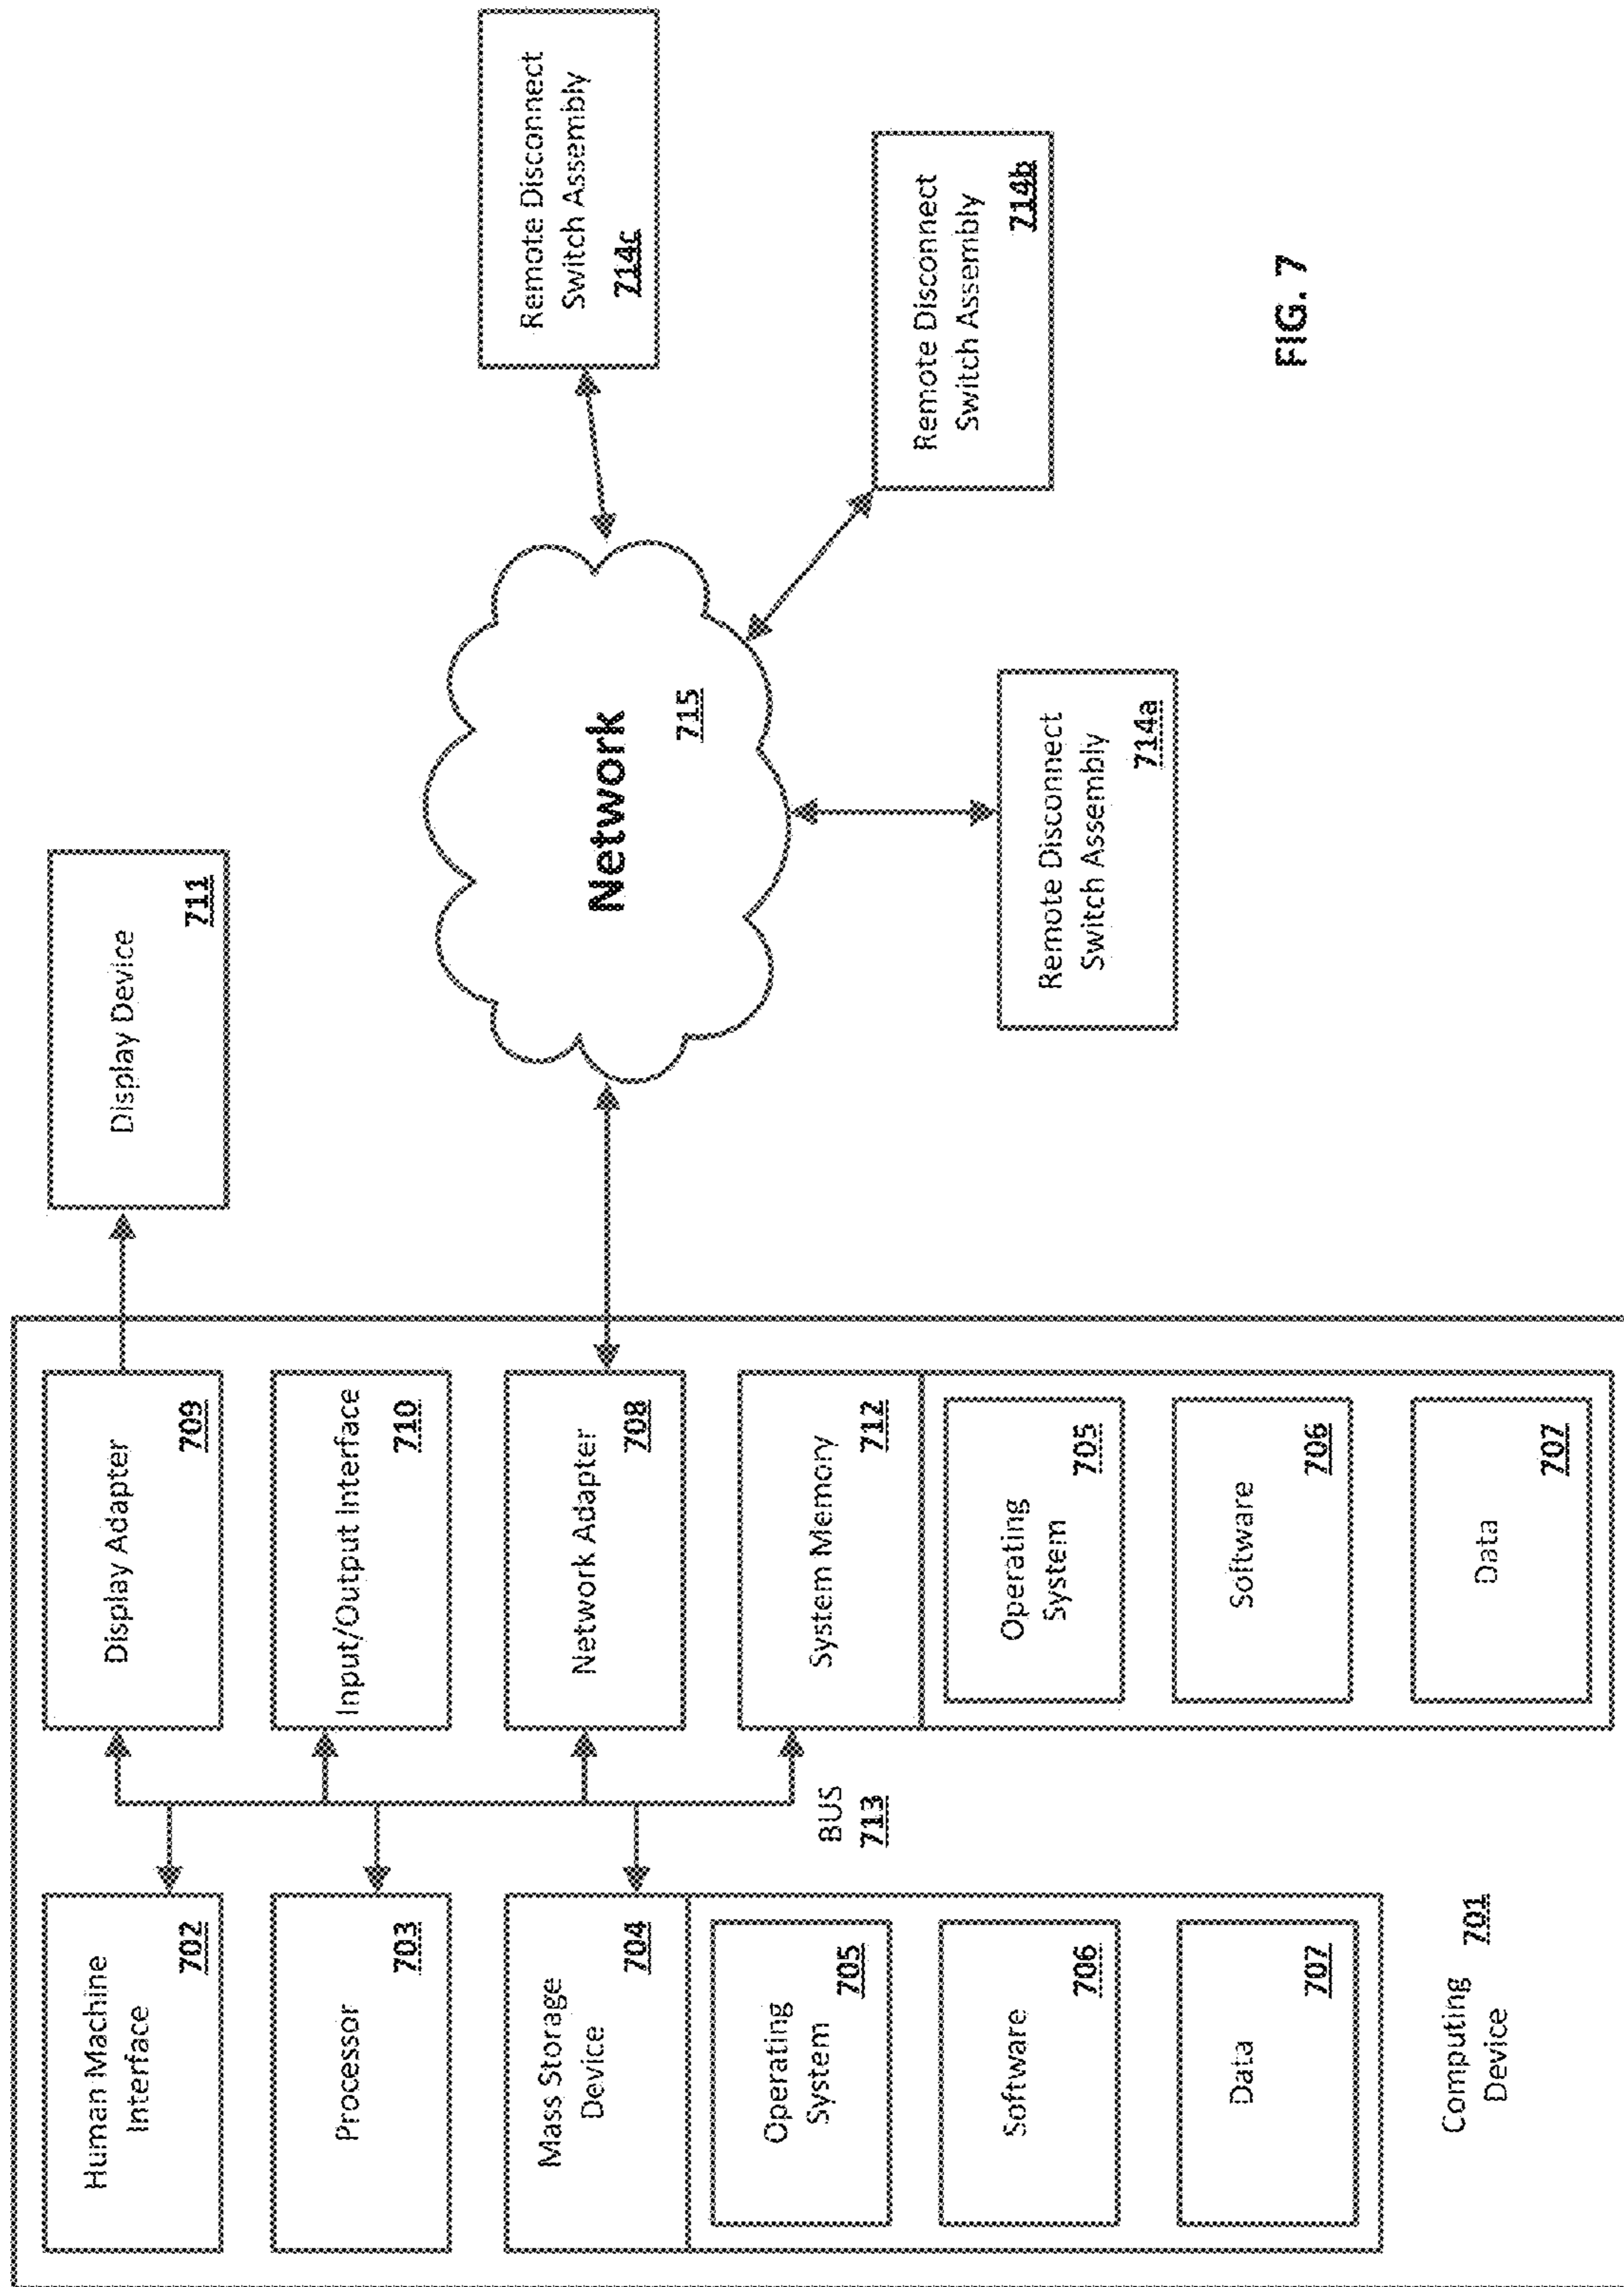 Human Machine
Interface
702
Processor
703
Mass Storage
Device
704
Operating
System
705
Software
706
Data
707
Computing
Device
701
BUS
713
Display Adapter
709
Input/Output Interface
710
Network Adapter
708
System Memory
712
Operating
System
705
Software
706
Data
707
Display Device
711
Network
715
Remote Disconnect
Switch Assembly
714a
Remote Disconnect
Switch Assembly
714b
Remote Disconnect
Switch Assembly
714c
FIG. 7